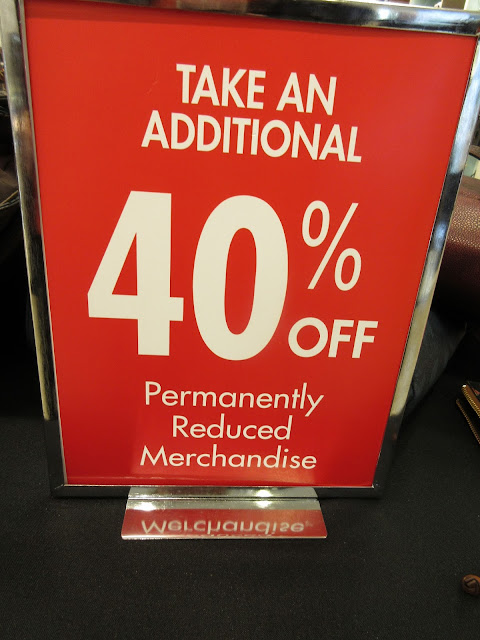 TAKE AN
ADDITIONAL
40%
OFF
Permanently
Reduced
Merchandise